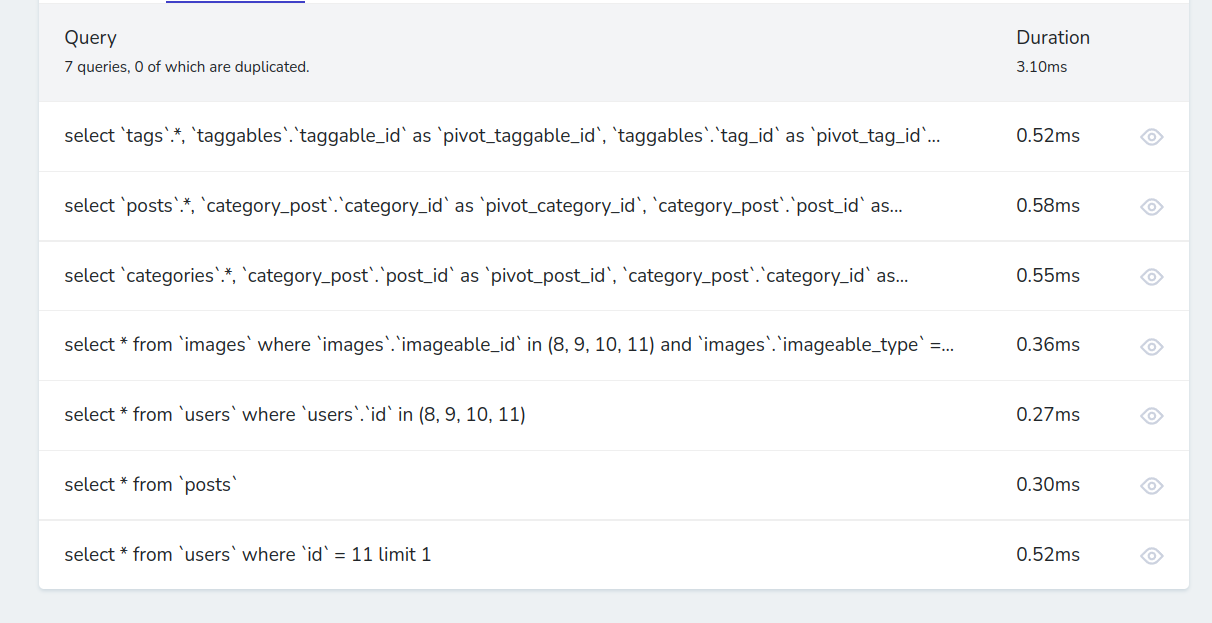 Query Duration
7 queries, 0 of which are duplicated. 3.10ms
select `tags`.*, `taggables`.`taggable_id` as `pivot_taggable_id`, `taggables`.`tag_id` as `pivot_tag_id`... 0.52ms
select `posts`.*, `category_post`.`category_id` as `pivot_category_id`, `category_post`.`post_id` as... 0.58ms
select `categories`.*, `category_post`.`post_id` as `pivot_post_id`, `category_post`.`category_id` as... 0.55ms
select * from `images` where `images`.`imageable_id` in (8, 9, 10, 11) and `images`.`imageable_type` =... 0.36ms
select * from `users` where `users`.`id` in (8, 9, 10, 11) 0.27ms
select * from `posts` 0.30ms
select * from `users` where `id` = 11 limit 1 0.52ms